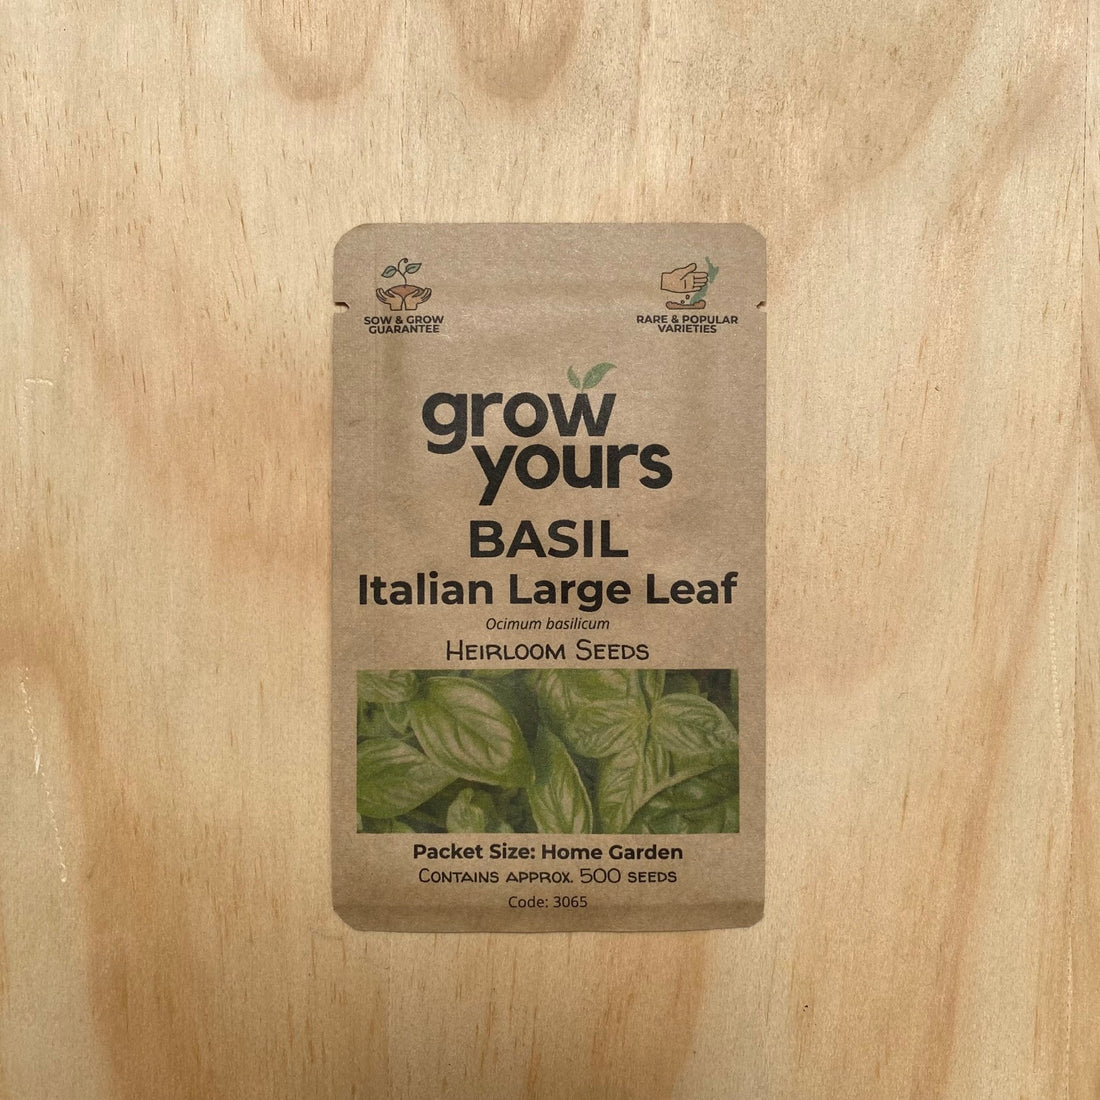 SOW & GROW
GUARANTEE
RARE & POPULAR
VARIETIES
grow
yours
BASIL
Italian Large Leaf
Ocimum basilicum
HEIRLOOM SEEDS
Packet Size: Home Garden
CONTAINS APPROX. 500 SEEDS
Code: 3065